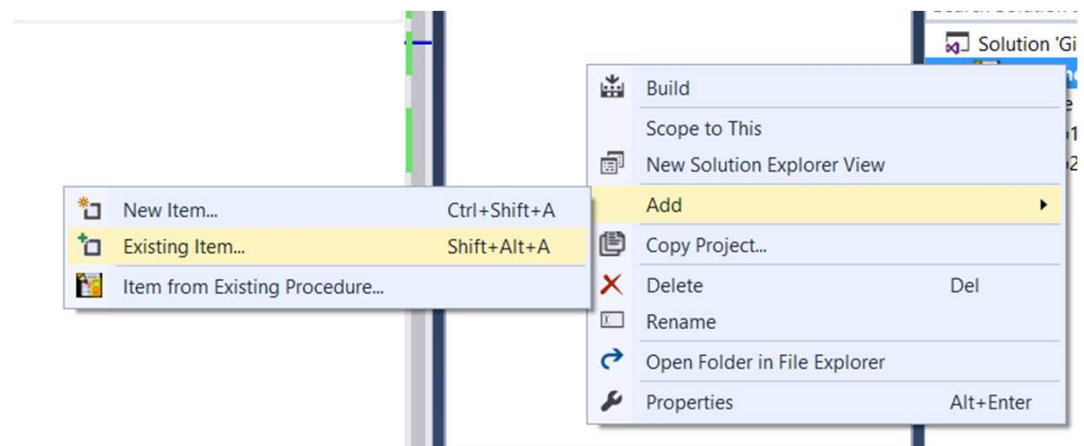 Solution 'Gi
Build
Scope to This
New Solution Explorer View
Add
New Item... Ctrl+Shift+A
Existing Item... Shift+Alt+A
Copy Project...
Item from Existing Procedure...
Delete Del
Rename
Open Folder in File Explorer
Properties Alt+Enter